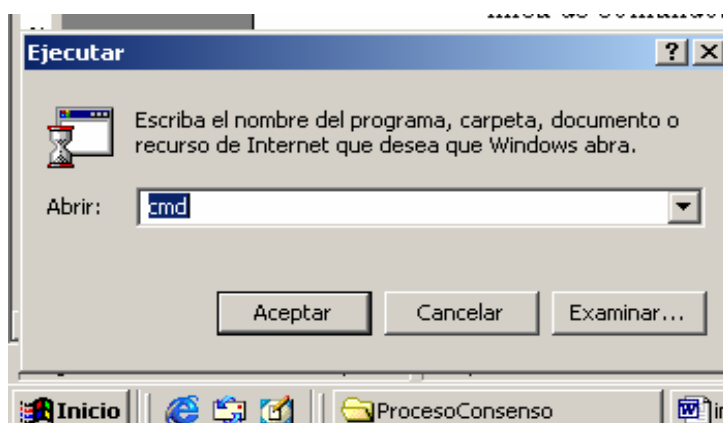 Ejecutar
Escriba el nombre del programa, carpeta, documento o
recurso de Internet que desea que Windows abra.
Abrir: cmd
Aceptar Cancelar Examinar...
Inicio ProcesoConsenso